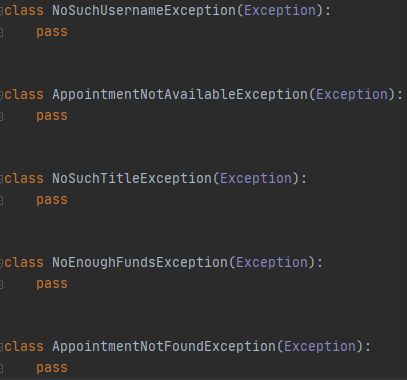 class NoSuchUsernameException(Exception):
    pass
class AppointmentNotAvailableException(Exception):
    pass
class NoSuchTitleException(Exception):
    pass
class NoEnoughFundsException(Exception):
    pass
class AppointmentNotFoundException(Exception):
    pass